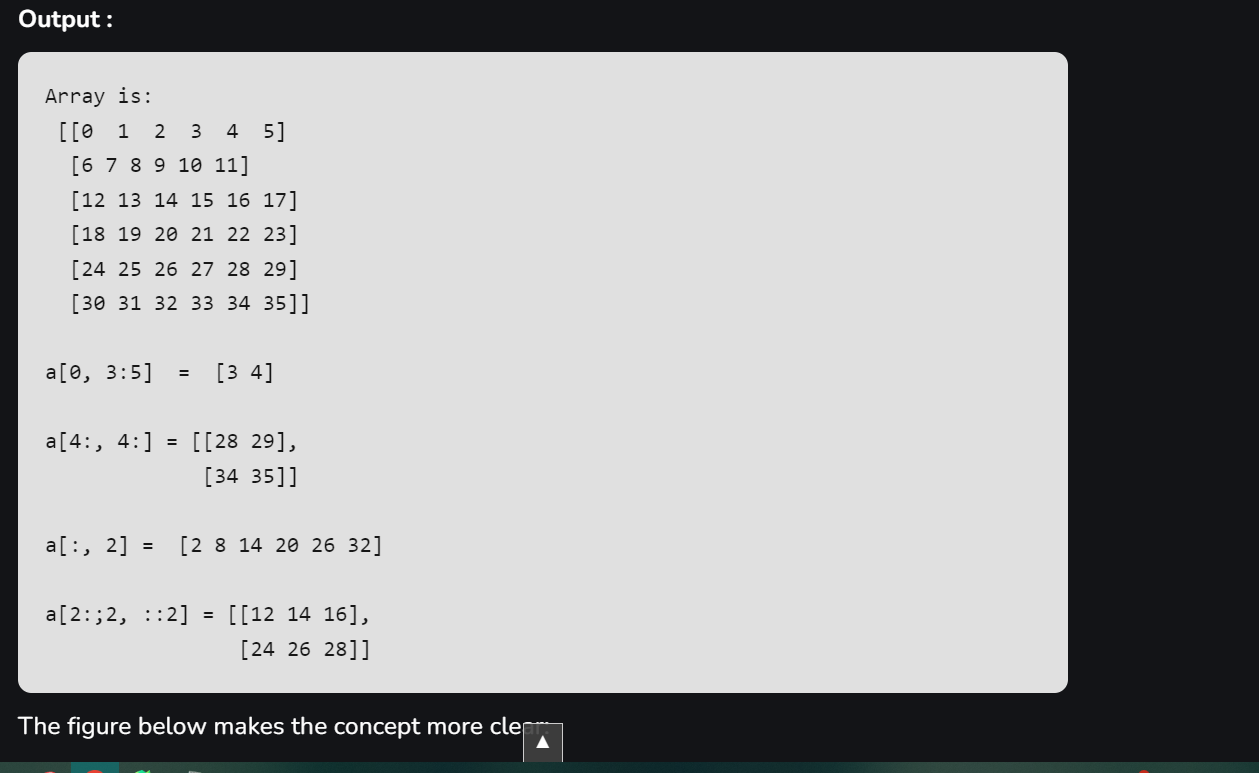 Output :
Array is:
[[0 1 2 3 4 5]
[6 7 8 9 10 11]
[12 13 14 15 16 17]
[18 19 20 21 22 23]
[24 25 26 27 28 29]
[30 31 32 33 34 35]]
a[0, 3:5] = [3 4]
a[4:, 4:] = [[28 29],
[34 35]]
a[:, 2] = [2 8 14 20 26 32]
a[2:;2, ::2] = [[12 14 16],
[24 26 28]]
The figure below makes the concept more clear: